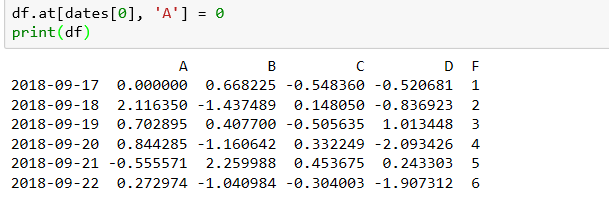 df.at[dates[0], 'A'] = 0
print(df)
A B C D F
2018-09-17 0.000000 0.668225 -0.548360 -0.520681 1
2018-09-18 2.116350 -1.437489 0.148050 -0.836923 2
2018-09-19 0.702895 0.407700 -0.505635 1.013448 3
2018-09-20 0.844285 -1.160642 0.332249 -2.093426 4
2018-09-21 -0.555571 2.259988 0.453675 0.243303 5
2018-09-22 0.272974 -1.040984 -0.304003 -1.907312 6